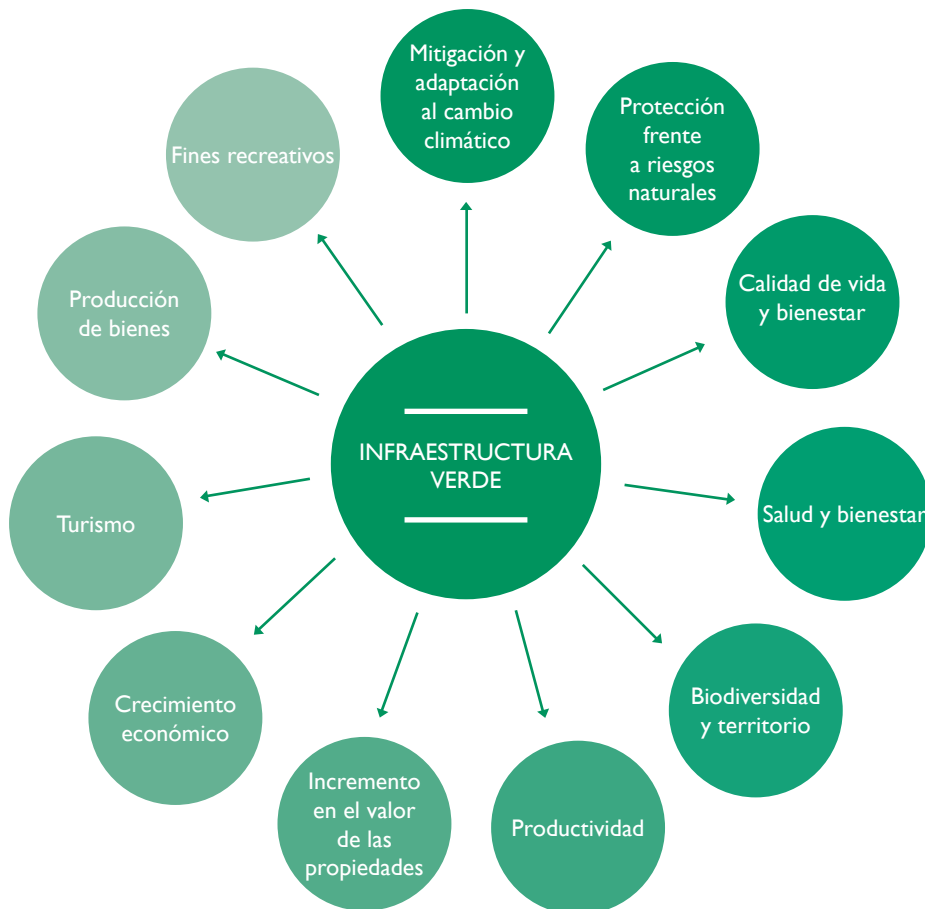 Mitigación y
adaptación
al cambio
climático
Protección
frente
a riesgos
naturales
Calidad de vida
y bienestar
Salud y bienestar
Biodiversidad
y territorio
Productividad
Incremento
en el valor
de las
propiedades
Crecimiento
económico
Turismo
Producción
de bienes
Fines recreativos
INFRAESTRUCTURA
VERDE